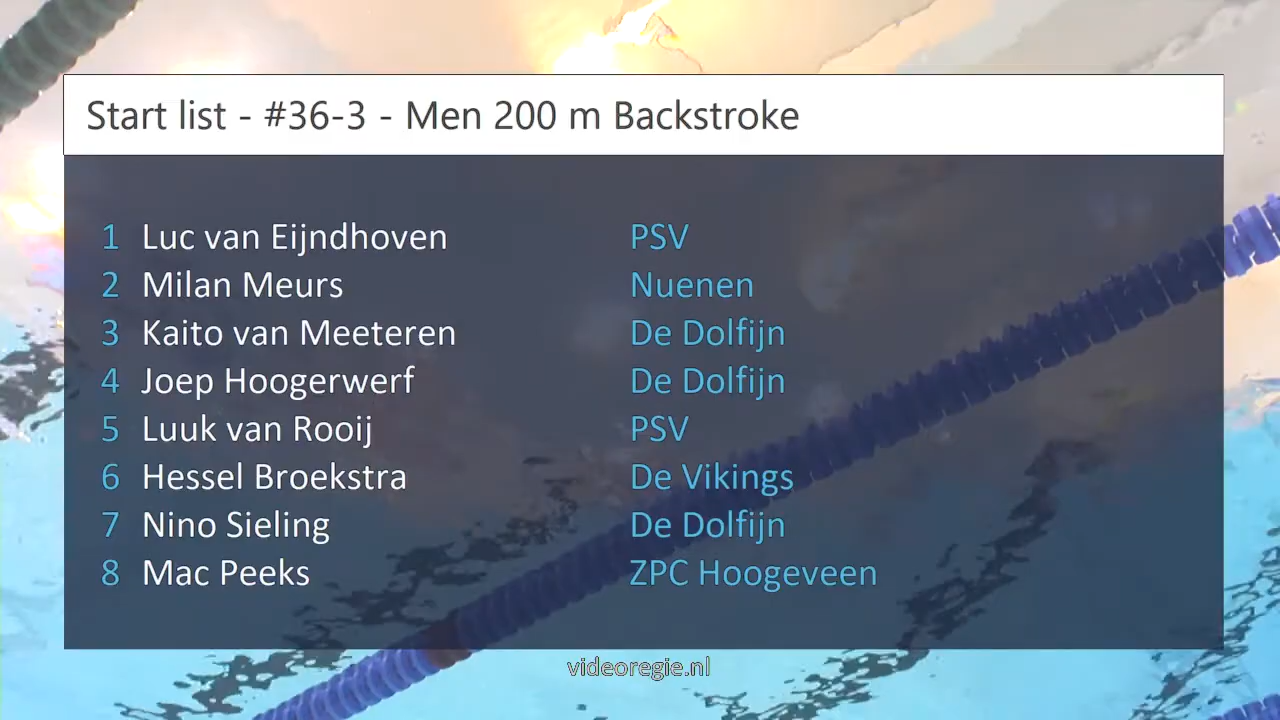 Start list - #36-3 - Men 200 m Backstroke
1 Luc van Eijndhoven PSV
2 Milan Meurs Nuenen
3 Kaito van Meeteren De Dolfijn
4 Joep Hoogerwerf De Dolfijn
5 Luuk van Rooij PSV
6 Hessel Broekstra De Vikings
7 Nino Sieling De Dolfijn
8 Mac Peeks ZPC Hoogeveen
videoregie.nl